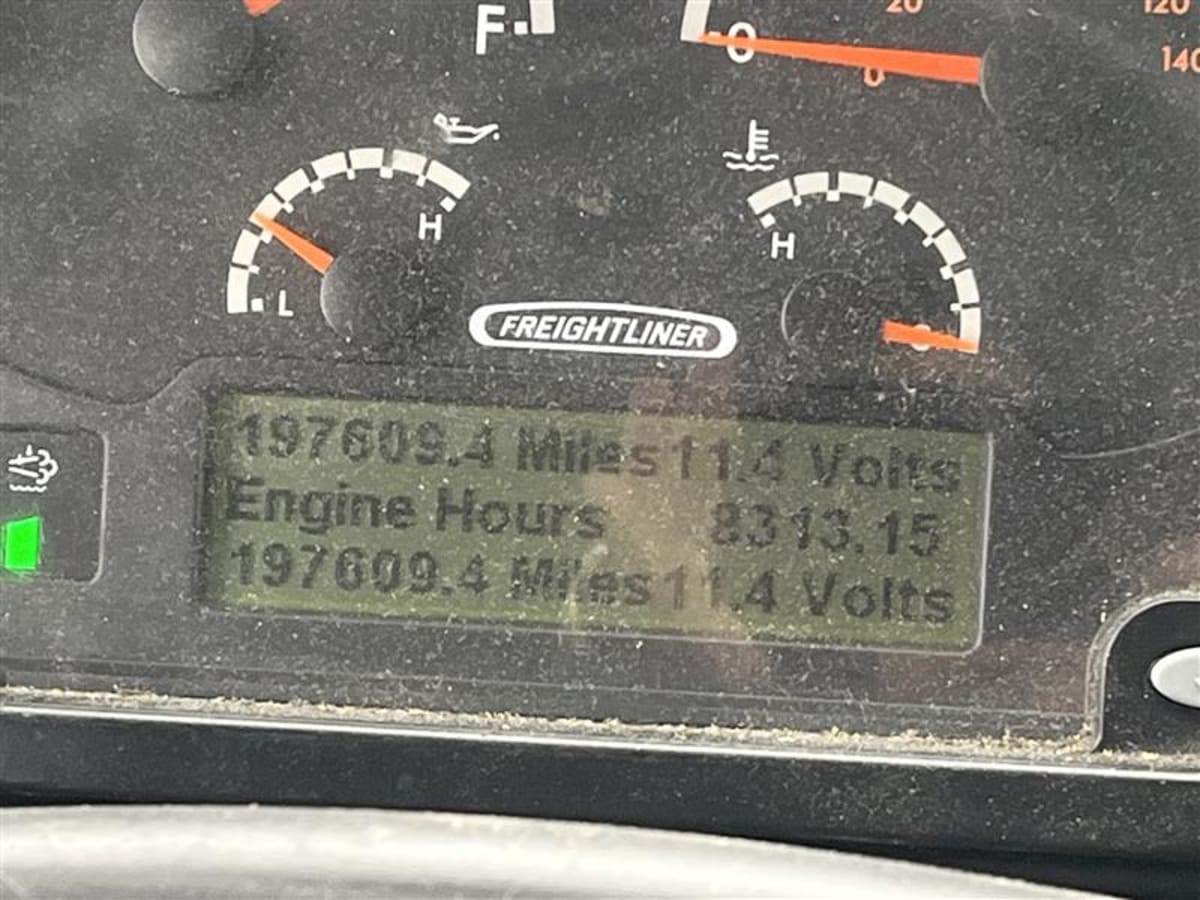 F 0 20 120
0 140
H H
L
FREIGHTLINER
197609.4 Miles 11.4 Volts
Engine Hours 8313.15
197609.4 Miles 11.4 Volts